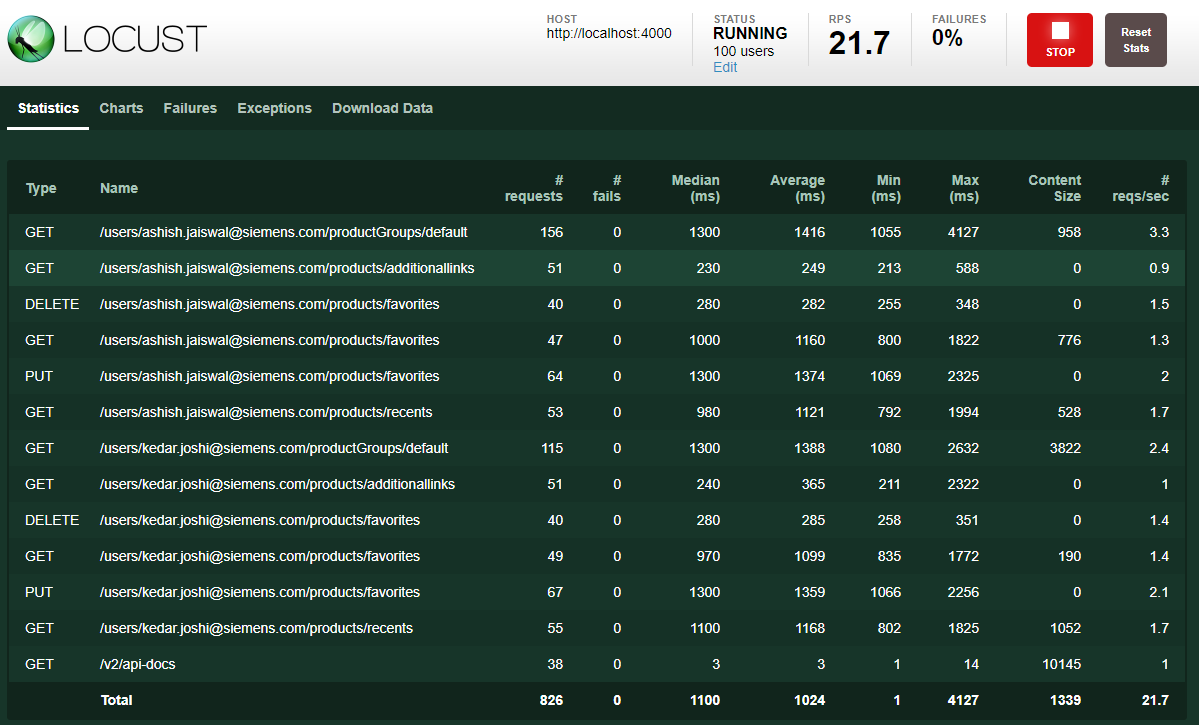 LOCUST
HOST
http://localhost:4000
STATUS
RUNNING
100 users
Edit
RPS
21.7
FAILURES
0%
STOP
Reset
Stats
Statistics Charts Failures Exceptions Download Data
Type Name # requests # fails Median (ms) Average (ms) Min (ms) Max (ms) Content Size # reqs/sec
GET /users/ashish.jaiswal@siemens.com/productGroups/default 156 0 1300 1416 1055 4127 958 3.3
GET /users/ashish.jaiswal@siemens.com/products/additionallinks 51 0 230 249 213 588 0 0.9
DELETE /users/ashish.jaiswal@siemens.com/products/favorites 40 0 280 282 255 348 0 1.5
GET /users/ashish.jaiswal@siemens.com/products/favorites 47 0 1000 1160 800 1822 776 1.3
PUT /users/ashish.jaiswal@siemens.com/products/favorites 64 0 1300 1374 1069 2325 0 2
GET /users/ashish.jaiswal@siemens.com/products/recents 53 0 980 1121 792 1994 528 1.7
GET /users/kedar.joshi@siemens.com/productGroups/default 115 0 1300 1388 1080 2632 3822 2.4
GET /users/kedar.joshi@siemens.com/products/additionallinks 51 0 240 365 211 2322 0 1
DELETE /users/kedar.joshi@siemens.com/products/favorites 40 0 280 285 258 351 0 1.4
GET /users/kedar.joshi@siemens.com/products/favorites 49 0 970 1099 835 1772 190 1.4
PUT /users/kedar.joshi@siemens.com/products/favorites 67 0 1300 1359 1066 2256 0 2.1
GET /users/kedar.joshi@siemens.com/products/recents 55 0 1100 1168 802 1825 1052 1.7
GET /v2/api-docs 38 0 3 3 1 14 10145 1
Total 826 0 1100 1024 1 4127 1339 21.7